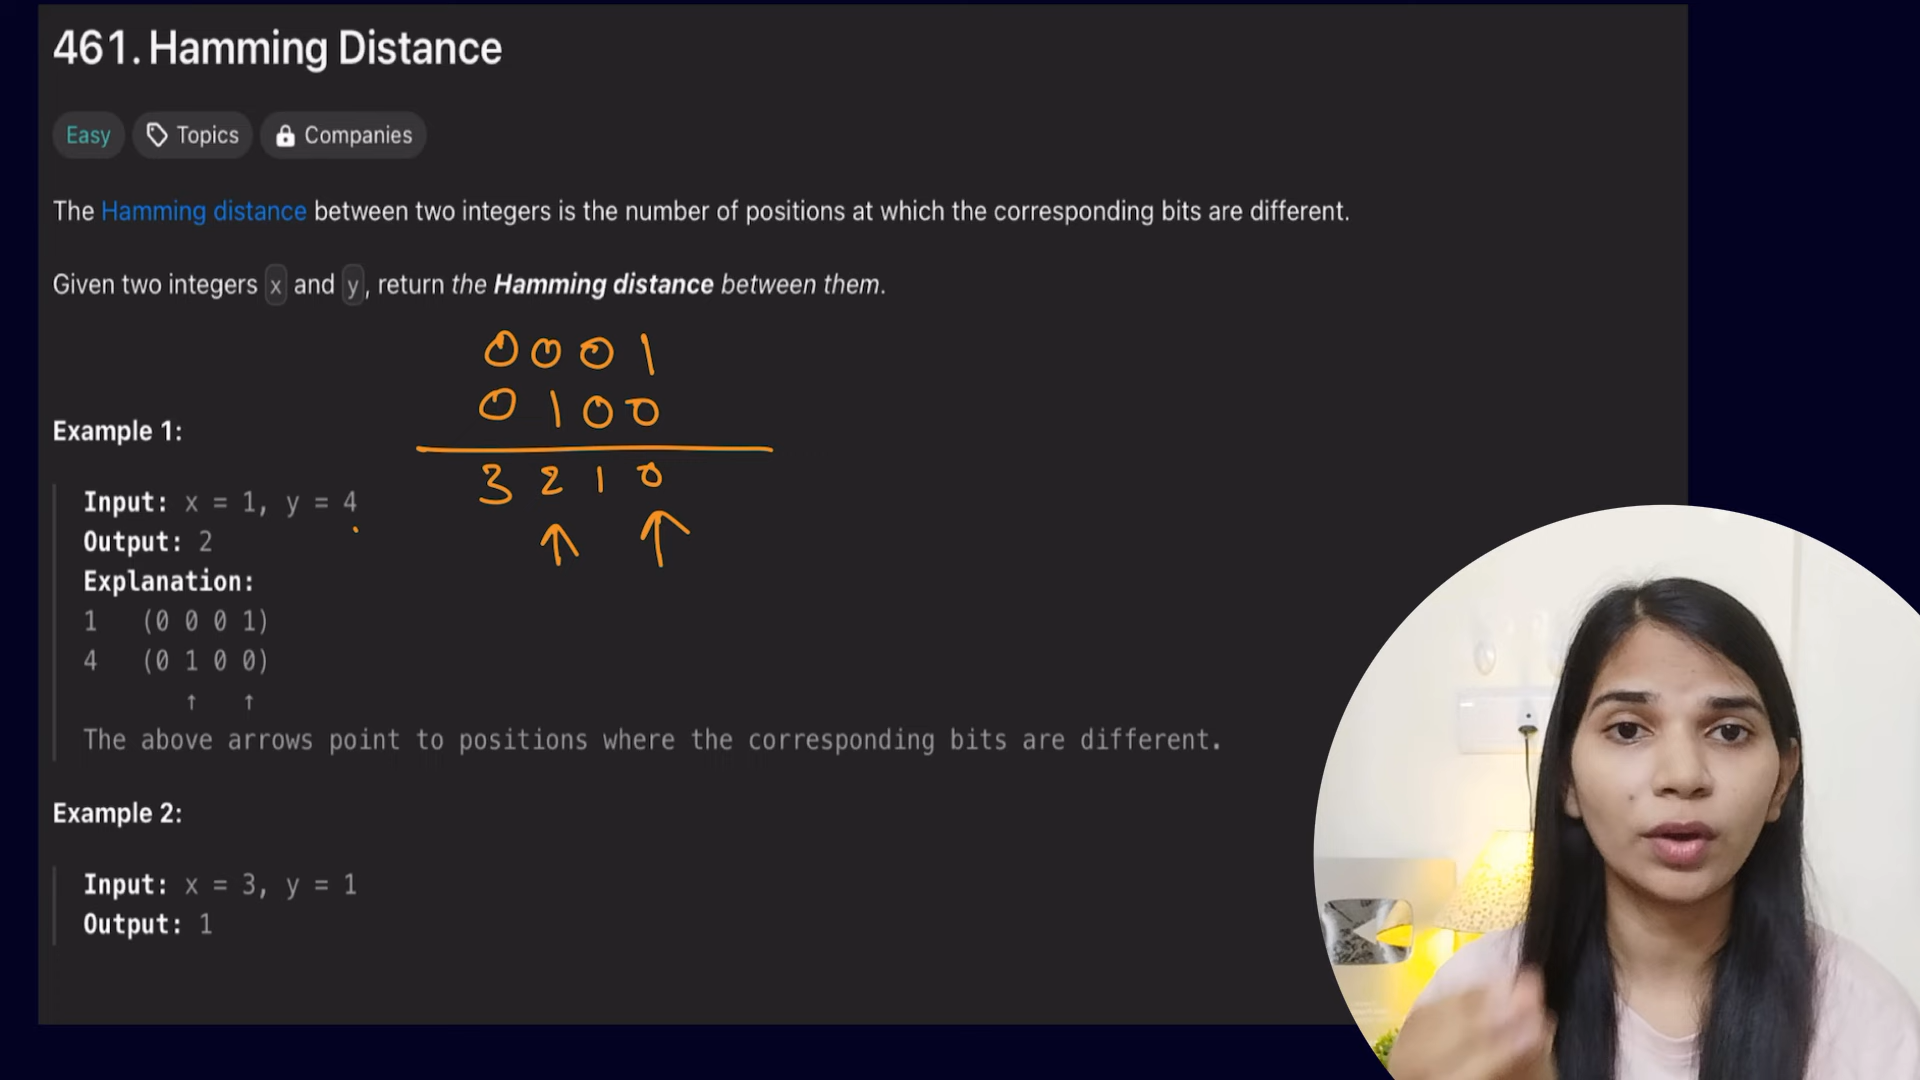 461. Hamming Distance
Easy Topics Companies
The Hamming distance between two integers is the number of positions at which the corresponding bits are different.
Given two integers x and y, return the Hamming distance between them.
0 0 0 1
0 1 0 0
3 2 1 0
↑ ↑
Example 1:
Input: x = 1, y = 4
Output: 2
Explanation:
1 (0 0 0 1)
4 (0 1 0 0)
↑ ↑
The above arrows point to positions where the corresponding bits are different.
Example 2:
Input: x = 3, y = 1
Output: 1